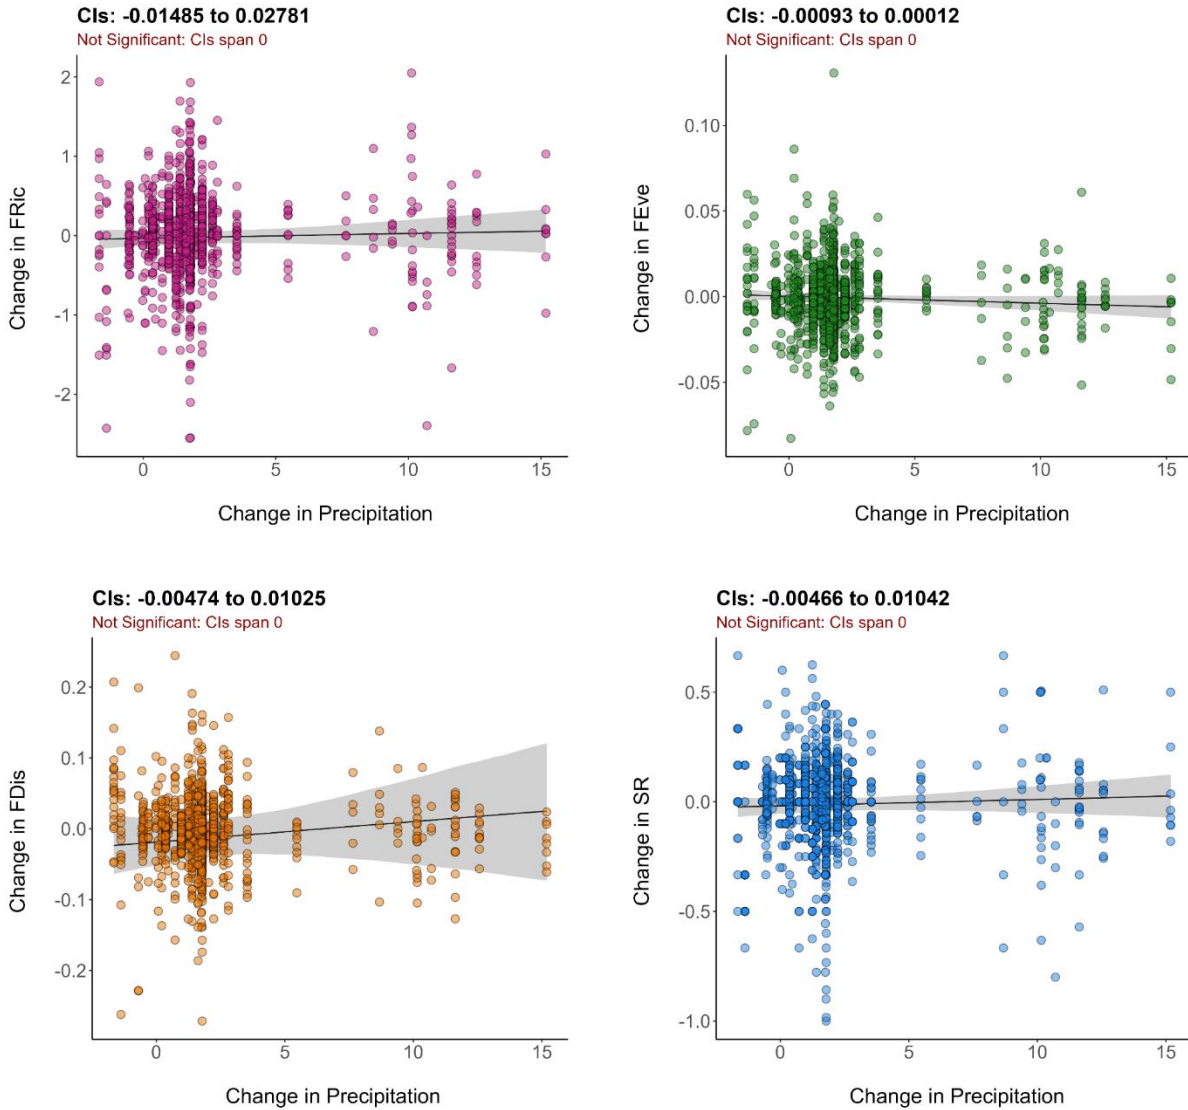 CIs: -0.01485 to 0.02781
Not Significant: CIs span 0
2
1
0
-1
-2
Change in FRic
0
5
10
15
Change in Precipitation
CIs: -0.00093 to 0.00012
Not Significant: CIs span 0
0.10
0.05
0.00
-0.05
Change in FEve
0
5
10
15
Change in Precipitation
CIs: -0.00474 to 0.01025
Not Significant: CIs span 0
0.2
0.1
0.0
-0.1
-0.2
Change in FDis
0
5
10
15
Change in Precipitation
CIs: -0.00466 to 0.01042
Not Significant: CIs span 0
0.5
0.0
-0.5
-1.0
Change in SR
0
5
10
15
Change in Precipitation